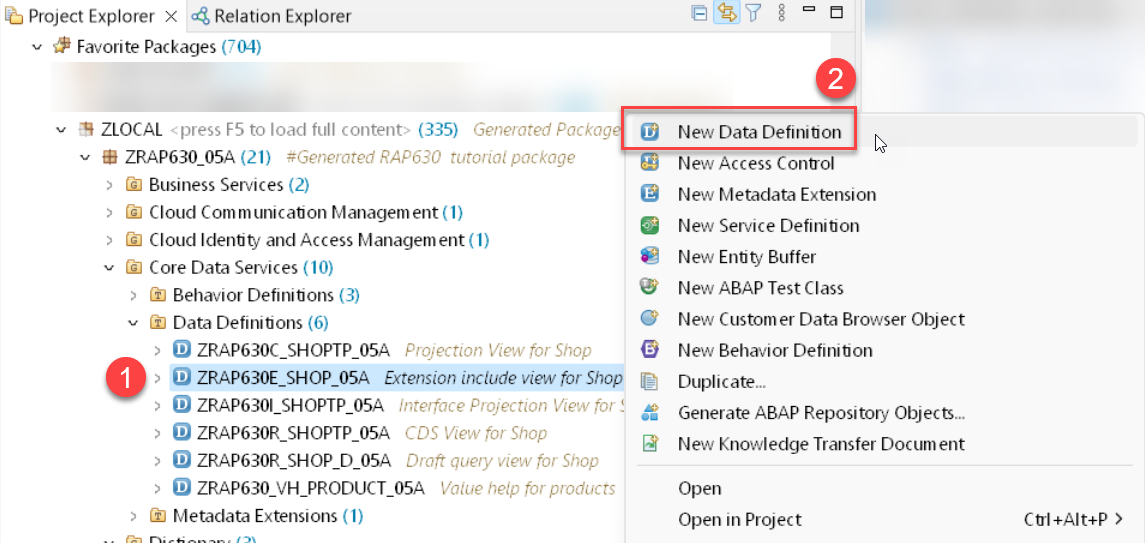 Project Explorer
Relation Explorer
Favorite Packages (704)
2
ZLOCAL <press F5 to load full content> (335) Generated Package
ZRAP630_05A (21) #Generated RAP630 tutorial package
Business Services (2)
Cloud Communication Management (1)
Cloud Identity and Access Management (1)
Core Data Services (10)
Behavior Definitions (3)
Data Definitions (6)
ZRAP630C_SHOPTP_05A Projection View for Shop
1
ZRAP630E_SHOP_05A Extension include view for Shop
ZRAP630I_SHOPTP_05A Interface Projection View for S
ZRAP630R_SHOPTP_05A CDS View for Shop
ZRAP630R_SHOP_D_05A Draft query view for Shop
ZRAP630_VH_PRODUCT_05A Value help for products
Metadata Extensions (1)
Dictionary (3)
New Data Definition
New Access Control
New Metadata Extension
New Service Definition
New Entity Buffer
New ABAP Test Class
New Customer Data Browser Object
New Behavior Definition
Duplicate...
Generate ABAP Repository Objects...
New Knowledge Transfer Document
Open
Open in Project Ctrl+Alt+P